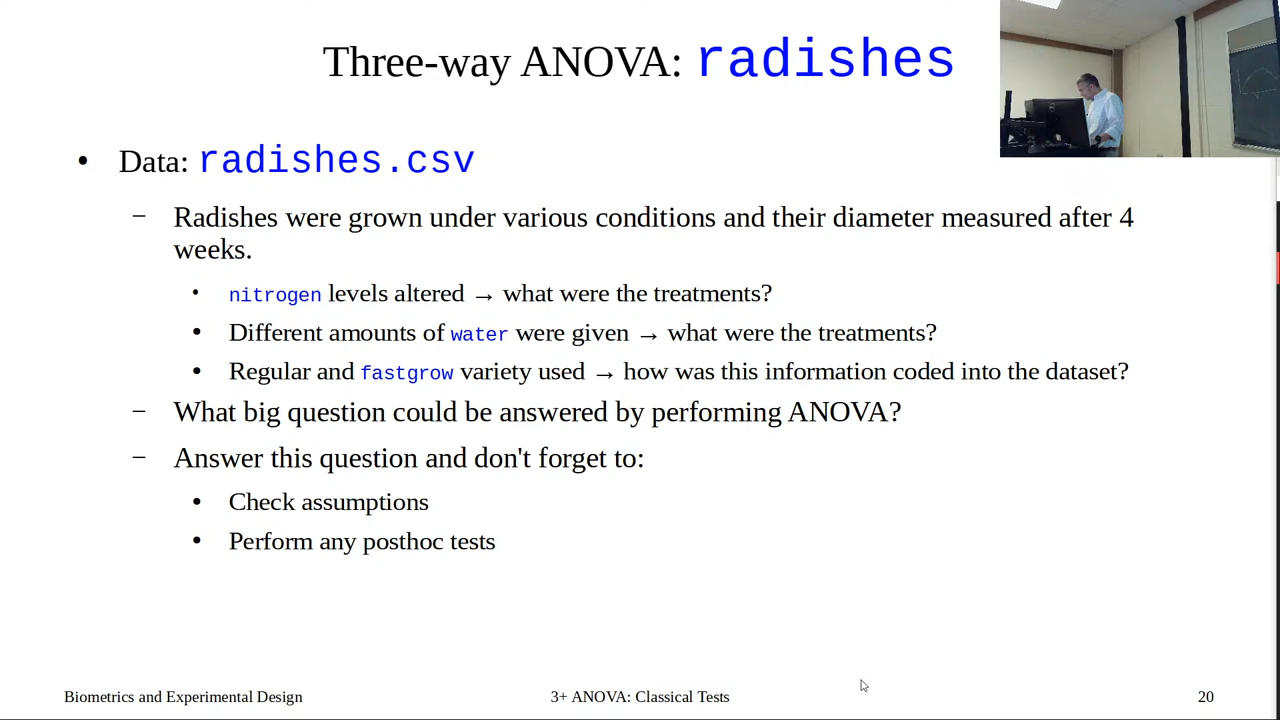 Three-way ANOVA: radishes
• Data: radishes.csv
– Radishes were grown under various conditions and their diameter measured after 4
weeks.
• nitrogen levels altered → what were the treatments?
• Different amounts of water were given → what were the treatments?
• Regular and fastgrow variety used → how was this information coded into the dataset?
– What big question could be answered by performing ANOVA?
– Answer this question and don't forget to:
• Check assumptions
• Perform any posthoc tests
Biometrics and Experimental Design
3+ ANOVA: Classical Tests
20